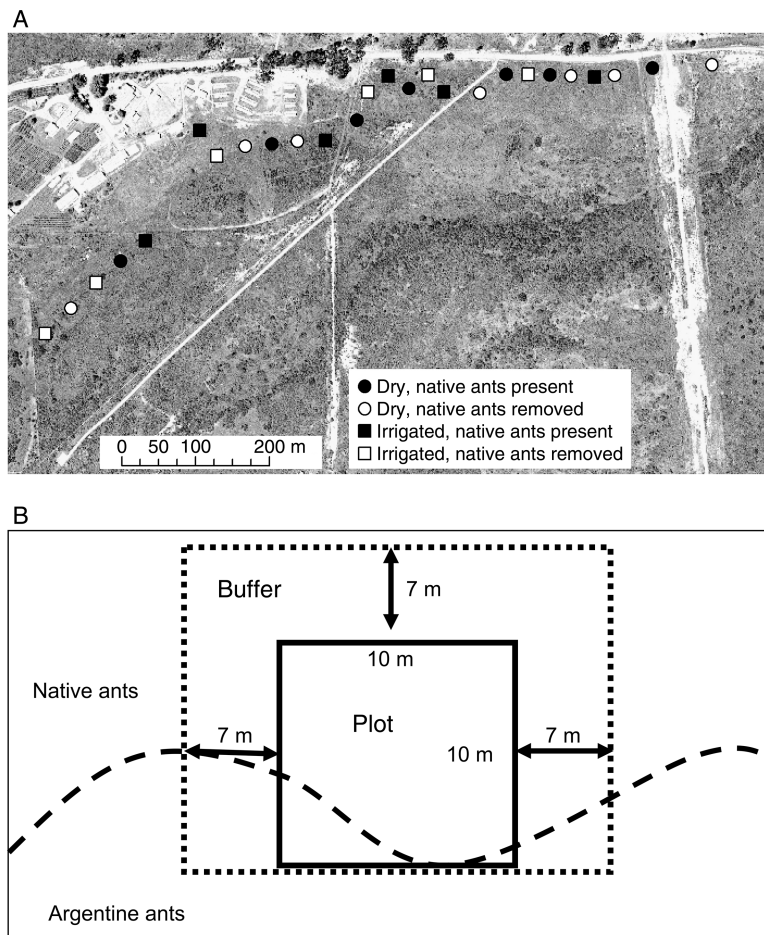 A
Dry, native ants present
Dry, native ants removed
Irrigated, native ants present
Irrigated, native ants removed
0 50 100 200 m
B
Buffer
7 m
10 m
Native ants
Plot
7 m
7 m
10 m
Argentine ants